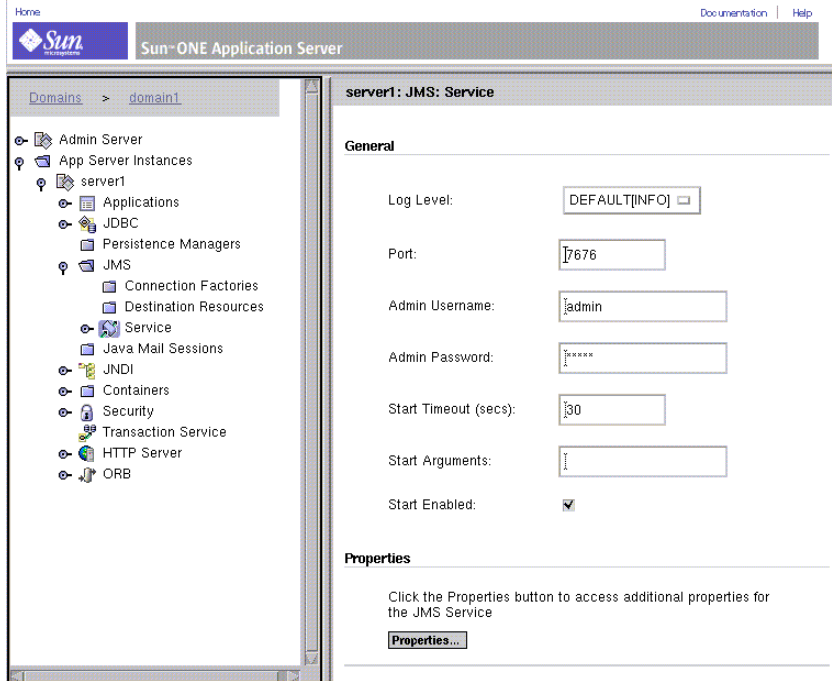 Home
Documentation | Help
Sun
microsystems
Sun ONE Application Server
Domains > domain1
Admin Server
App Server Instances
server1
Applications
JDBC
Persistence Managers
JMS
Connection Factories
Destination Resources
Service
Java Mail Sessions
JNDI
Containers
Security
Transaction Service
HTTP Server
ORB
server1: JMS: Service
General
Log Level: DEFAULT[INFO]
Port: 7676
Admin Username: admin
Admin Password: *****
Start Timeout (secs): 30
Start Arguments:
Start Enabled:
Properties
Click the Properties button to access additional properties for
the JMS Service
Properties...